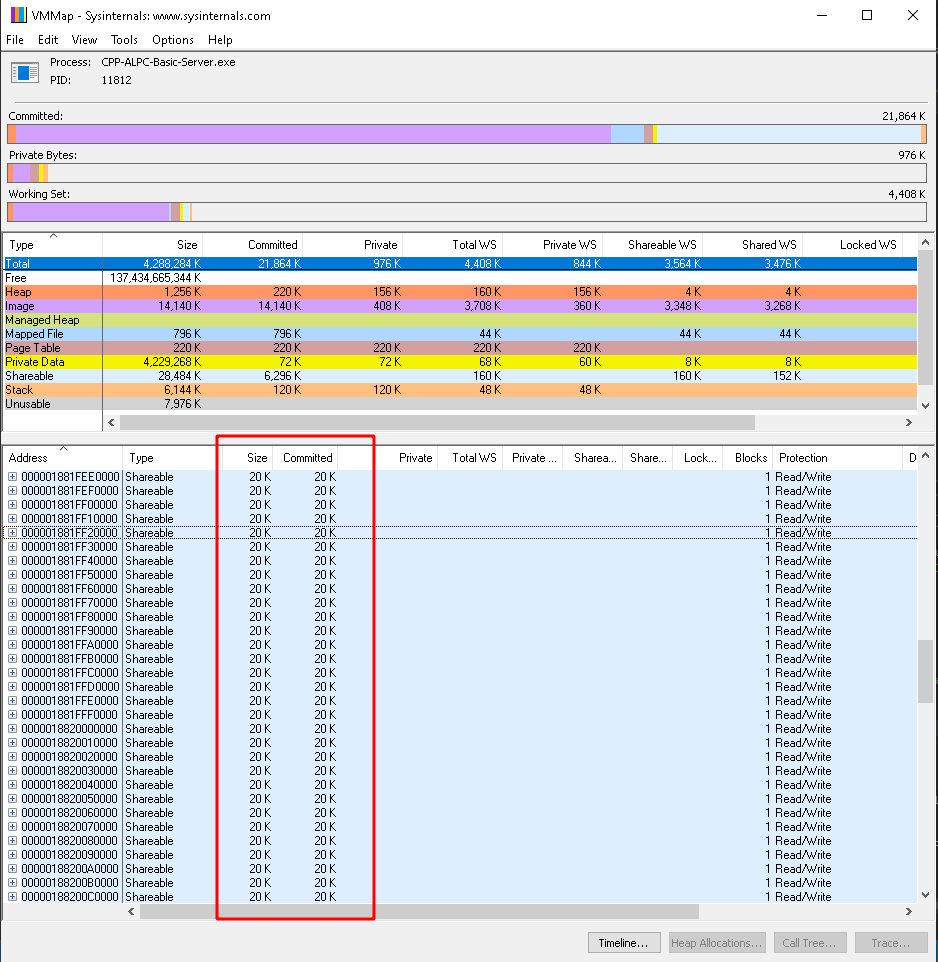 VMMap - Sysinternals: www.sysinternals.com
File Edit View Tools Options Help
Process: CPP-ALPC-Basic-Server.exe
PID: 11812
Committed: 21,864 K
Private Bytes: 976 K
Working Set: 4,408 K
Type Size Committed Private Total WS Private WS Shareable WS Shared WS Locked WS
Total 4,288,284 K 21,864 K 976 K 4,408 K 844 K 3,564 K 3,476 K
Free 137,434,665,344 K
Heap 1,256 K 220 K 156 K 160 K 156 K 4 K 4 K
Image 14,140 K 14,140 K 408 K 3,708 K 360 K 3,348 K 3,268 K
Managed Heap
Mapped File 796 K 796 K 44 K 44 K 44 K
Page Table 220 K 220 K 220 K 220 K 220 K
Private Data 4,229,268 K 72 K 72 K 68 K 60 K 8 K 8 K
Shareable 28,484 K 6,296 K 160 K 160 K 152 K
Stack 6,144 K 120 K 120 K 48 K 48 K
Unusable 7,976 K
Address Type Size Committed Private Total WS Private ... Sharea... Share... Lock... Blocks Protection D
000001881FEE0000 Shareable 20 K 20 K 1 Read/Write
000001881FEF0000 Shareable 20 K 20 K 1 Read/Write
000001881FF00000 Shareable 20 K 20 K 1 Read/Write
000001881FF10000 Shareable 20 K 20 K 1 Read/Write
000001881FF20000 Shareable 20 K 20 K 1 Read/Write
000001881FF30000 Shareable 20 K 20 K 1 Read/Write
000001881FF40000 Shareable 20 K 20 K 1 Read/Write
000001881FF50000 Shareable 20 K 20 K 1 Read/Write
000001881FF60000 Shareable 20 K 20 K 1 Read/Write
000001881FF70000 Shareable 20 K 20 K 1 Read/Write
000001881FF80000 Shareable 20 K 20 K 1 Read/Write
000001881FF90000 Shareable 20 K 20 K 1 Read/Write
000001881FFA0000 Shareable 20 K 20 K 1 Read/Write
000001881FFB0000 Shareable 20 K 20 K 1 Read/Write
000001881FFC0000 Shareable 20 K 20 K 1 Read/Write
000001881FFD0000 Shareable 20 K 20 K 1 Read/Write
000001881FFE0000 Shareable 20 K 20 K 1 Read/Write
000001881FFF0000 Shareable 20 K 20 K 1 Read/Write
0000018820000000 Shareable 20 K 20 K 1 Read/Write
0000018820010000 Shareable 20 K 20 K 1 Read/Write
0000018820020000 Shareable 20 K 20 K 1 Read/Write
0000018820030000 Shareable 20 K 20 K 1 Read/Write
0000018820040000 Shareable 20 K 20 K 1 Read/Write
0000018820050000 Shareable 20 K 20 K 1 Read/Write
0000018820060000 Shareable 20 K 20 K 1 Read/Write
0000018820070000 Shareable 20 K 20 K 1 Read/Write
0000018820080000 Shareable 20 K 20 K 1 Read/Write
0000018820090000 Shareable 20 K 20 K 1 Read/Write
00000188200A0000 Shareable 20 K 20 K 1 Read/Write
00000188200B0000 Shareable 20 K 20 K 1 Read/Write
00000188200C0000 Shareable 20 K 20 K 1 Read/Write
Timeline... Heap Allocations... Call Tree... Trace...